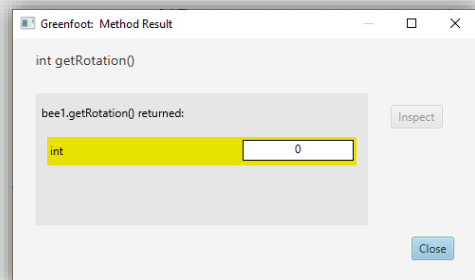 Greenfoot: Method Result
int getRotation()
bee1.getRotation() returned:
Inspect
int 0
Close